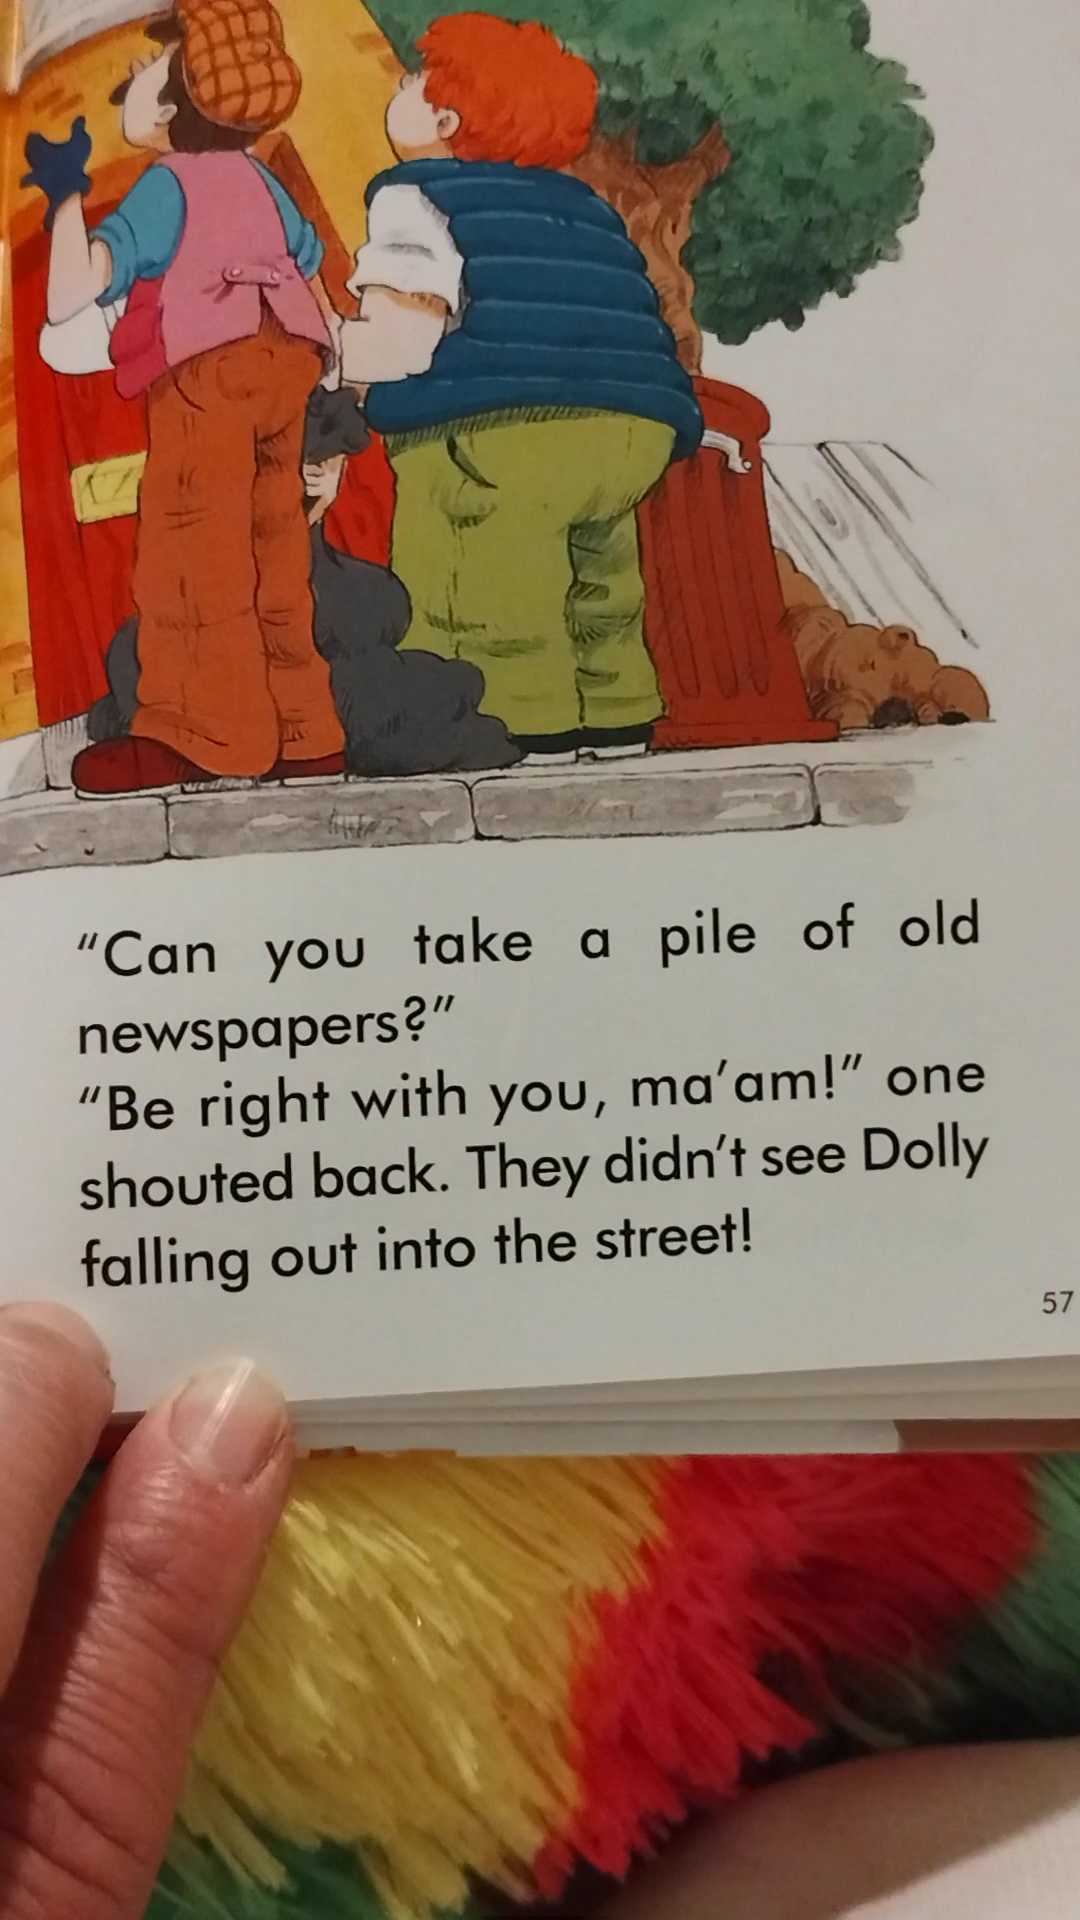 “Can you take a pile of old
newspapers?”
“Be right with you, ma’am!” one
shouted back. They didn’t see Dolly
falling out into the street!
57